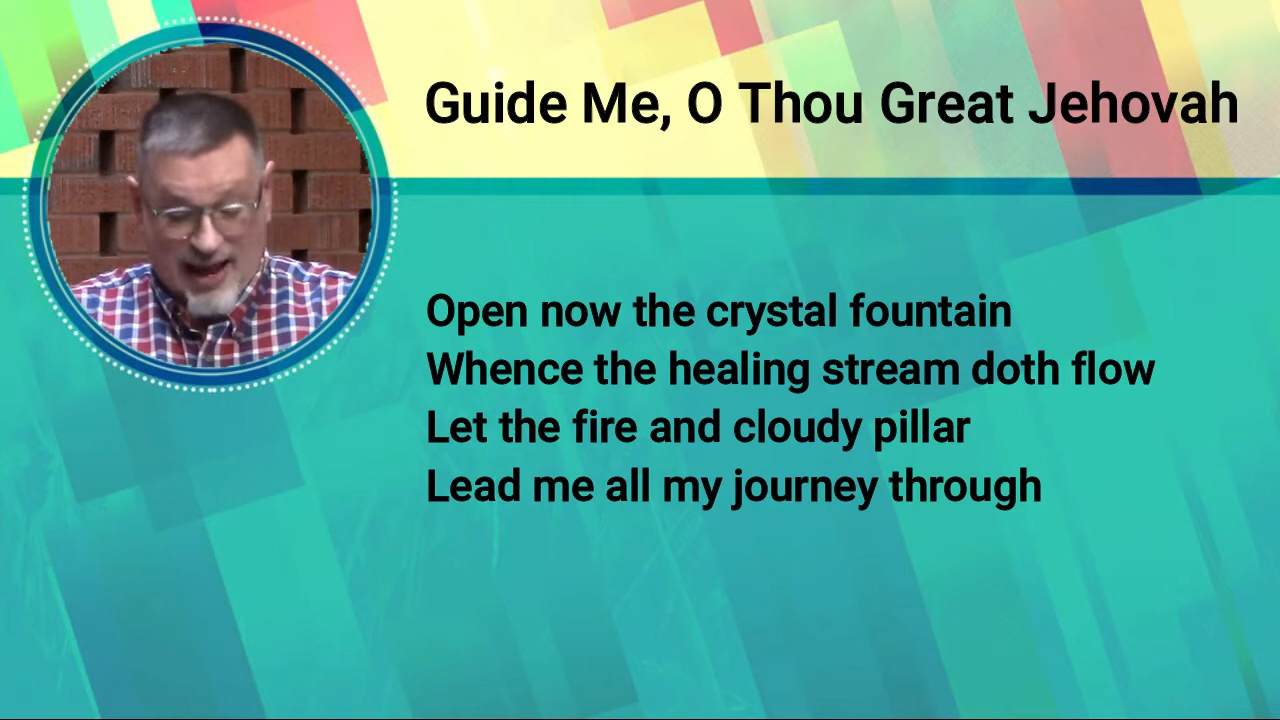 Guide Me, O Thou Great Jehovah
Open now the crystal fountain
Whence the healing stream doth flow
Let the fire and cloudy pillar
Lead me all my journey through